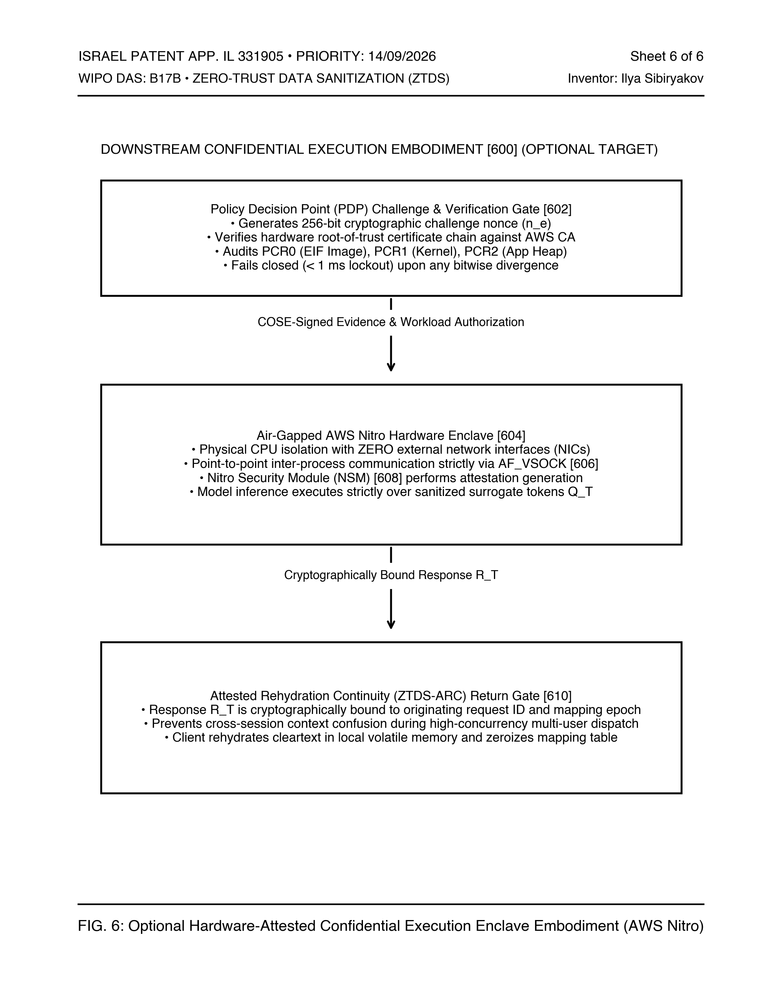 ISRAEL PATENT APP. IL 331905 • PRIORITY: 14/09/2026
Sheet 6 of 6
WIPO DAS: B17B • ZERO-TRUST DATA SANITIZATION (ZTDS)
Inventor: Ilya Sibiryakov
DOWNSTREAM CONFIDENTIAL EXECUTION EMBODIMENT [600] (OPTIONAL TARGET)
Policy Decision Point (PDP) Challenge & Verification Gate [602]
• Generates 256-bit cryptographic challenge nonce (n_e)
• Verifies hardware root-of-trust certificate chain against AWS CA
• Audits PCR0 (EIF Image), PCR1 (Kernel), PCR2 (App Heap)
• Fails closed (< 1 ms lockout) upon any bitwise divergence
COSE-Signed Evidence & Workload Authorization
Air-Gapped AWS Nitro Hardware Enclave [604]
• Physical CPU isolation with ZERO external network interfaces (NICs)
• Point-to-point inter-process communication strictly via AF_VSOCK [606]
• Nitro Security Module (NSM) [608] performs attestation generation
• Model inference executes strictly over sanitized surrogate tokens Q_T
Cryptographically Bound Response R_T
Attested Rehydration Continuity (ZTDS-ARC) Return Gate [610]
• Response R_T is cryptographically bound to originating request ID and mapping epoch
• Prevents cross-session context confusion during high-concurrency multi-user dispatch
• Client rehydrates cleartext in local volatile memory and zeroizes mapping table
FIG. 6: Optional Hardware-Attested Confidential Execution Enclave Embodiment (AWS Nitro)